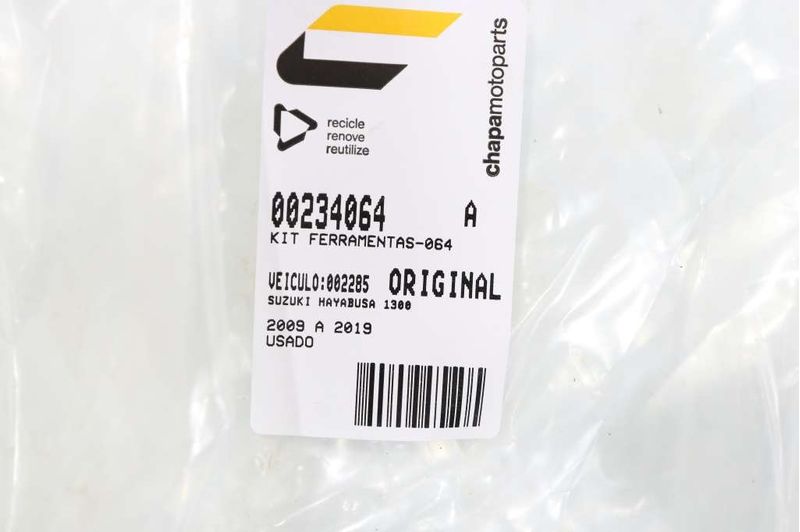 chapamotoparts
recicle
renove
reutilize
00234064 A
KIT FERRAMENTAS-064
VEICULO:002285 ORIGINAL
SUZUKI HAYABUSA 1300
2009 A 2019
USADO